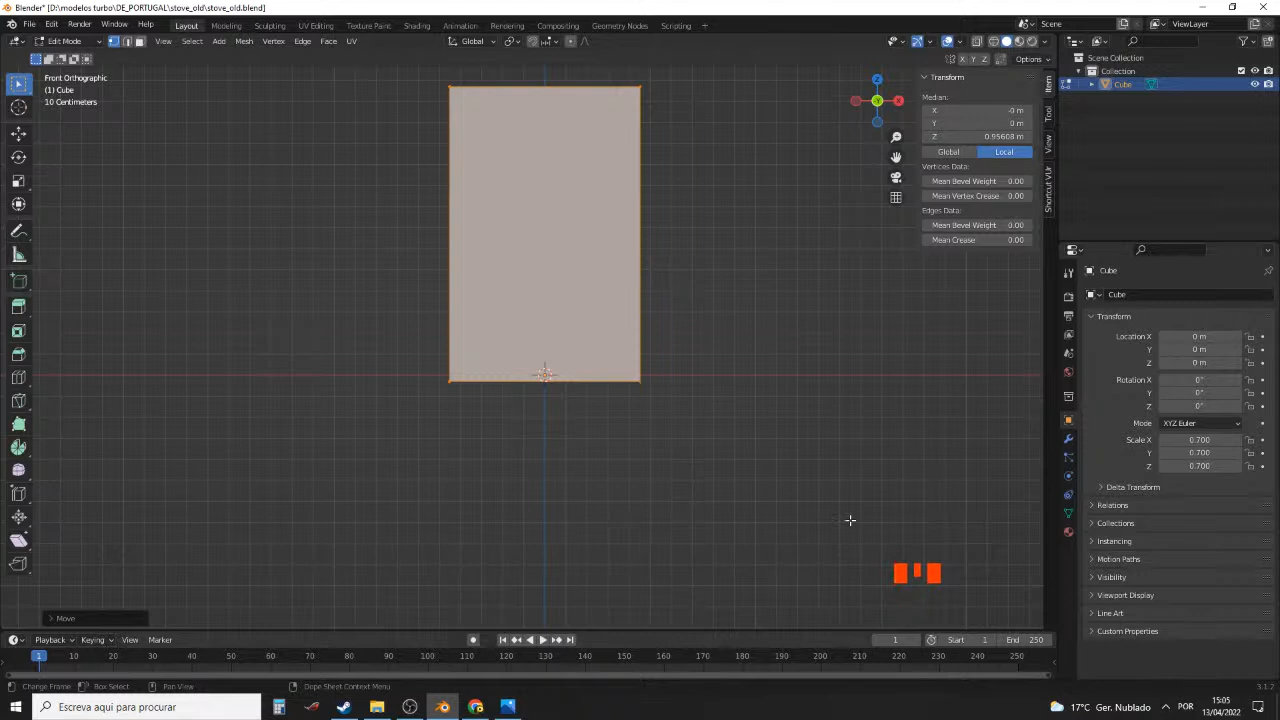 Blender* [D:\modelos turbo\DE_PORTUGAL\stove_old\stove_old.blend]
File Edit Render Window Help Layout Modeling Sculpting UV Editing Texture Paint Shading Animation Rendering Compositing Geometry Nodes Scripting Scene ViewLayer
Edit Mode View Select Add Mesh Vertex Edge Face UV Global
X Y Z Options
Front Orthographic
(1) Cube
10 Centimeters
Z
Y
X
Transform
Median:
X -0 m
Y 0 m
Z 0.95608 m
Global Local
Vertices Data:
Mean Bevel Weight 0.00
Mean Vertex Crease 0.00
Edges Data:
Mean Bevel Weight 0.00
Mean Crease 0.00
Item
Tool
View
Shortcut VUr
Scene Collection
Collection
Cube
Cube
Cube
Transform
Location X 0 m
Y 0 m
Z 0 m
Rotation X 0°
Y 0°
Z 0°
Mode XYZ Euler
Scale X 0.700
Y 0.700
Z 0.700
Delta Transform
Relations
Collections
Instancing
Motion Paths
Visibility
Viewport Display
Line Art
Custom Properties
Move
Playback Keying View Marker 1 Start 1 End 250
1 10 20 30 40 50 60 70 80 90 100 110 120 130 140 150 160 170 180 190 200 210 220 230 240 250
Change Frame Box Select Pan View Dope Sheet Context Menu 3.1.2
Escreva aqui para procurar 17°C Ger. Nublado POR 15:05
13/04/2022